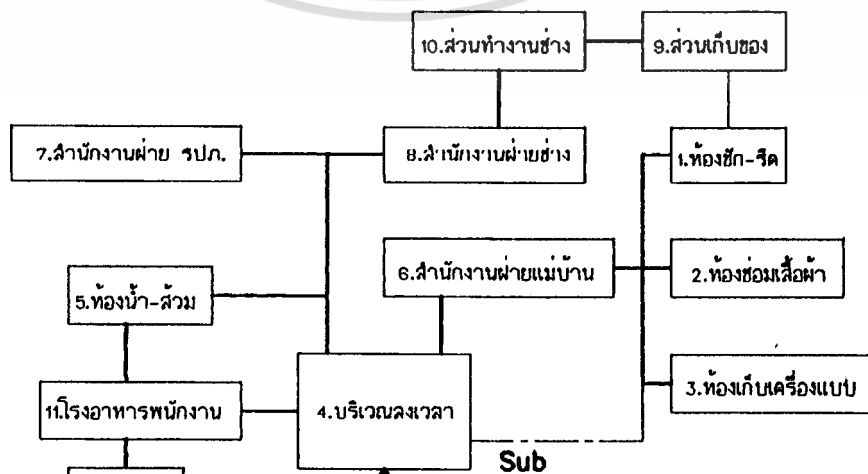 10.ส่วนทำงานช่าง
9.ส่วนเก็บของ
7.สำนักงานฝ่าย รปภ.
8.สำนักงานฝ่ายช่าง
1.ห้องซัก-รีด
6.สำนักงานฝ่ายแม่บ้าน
2.ห้องซ่อมเสื้อผ้า
5.ห้องน้ำ-ส้วม
3.ห้องเก็บเครื่องแบบ
11.โรงอาหารพนักงาน
4.บริเวณลงเวลา
Sub